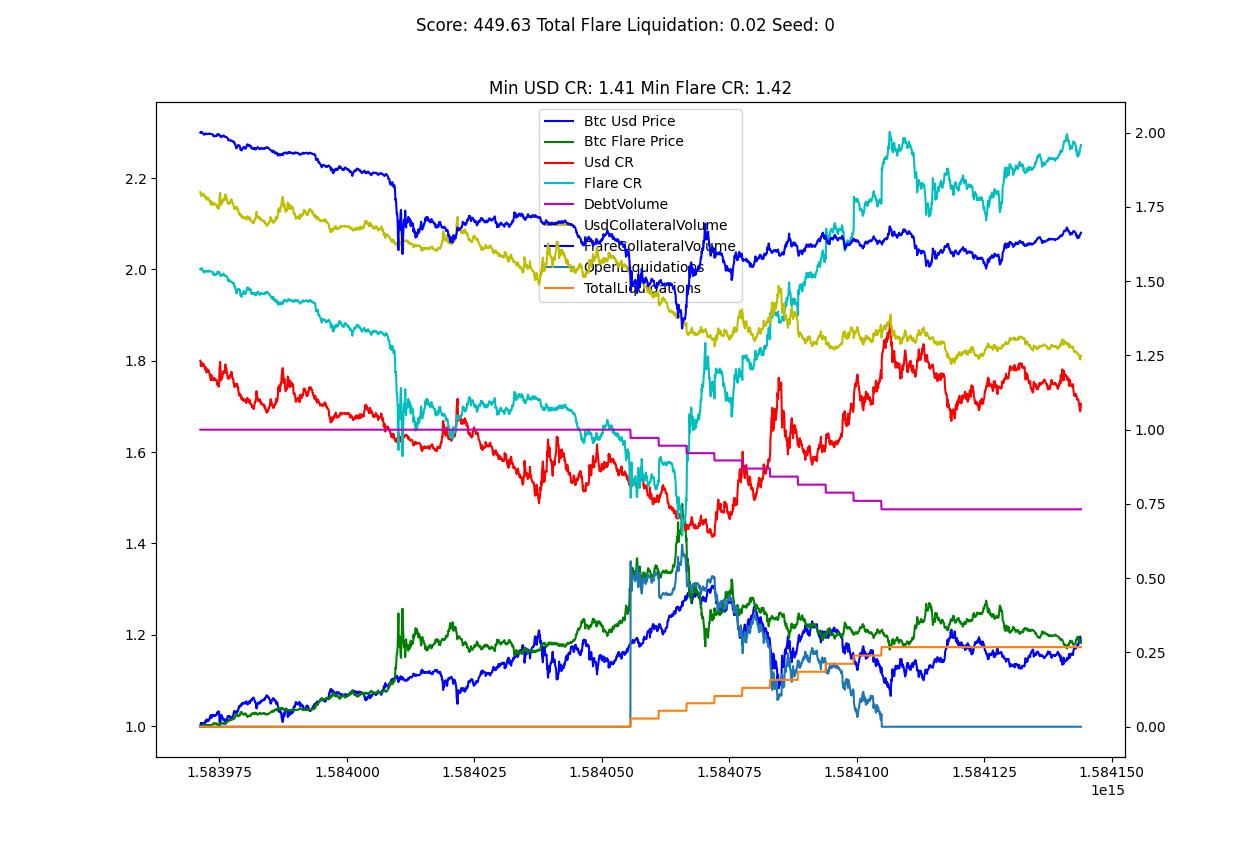 Score: 449.63 Total Flare Liquidation: 0.02 Seed: 0
Min USD CR: 1.41 Min Flare CR: 1.42
Btc Usd Price
Btc Flare Price
Usd CR
Flare CR
DebtVolume
UsdCollateralVolume
FlareCollateralVolume
OpenLiquidations
TotalLiquidations
2.2
2.0
1.8
1.6
1.4
1.2
1.0
2.00
1.75
1.50
1.25
1.00
0.75
0.50
0.25
0.00
1.583975 1.584000 1.584025 1.584050 1.584075 1.584100 1.584125 1.584150
1e15